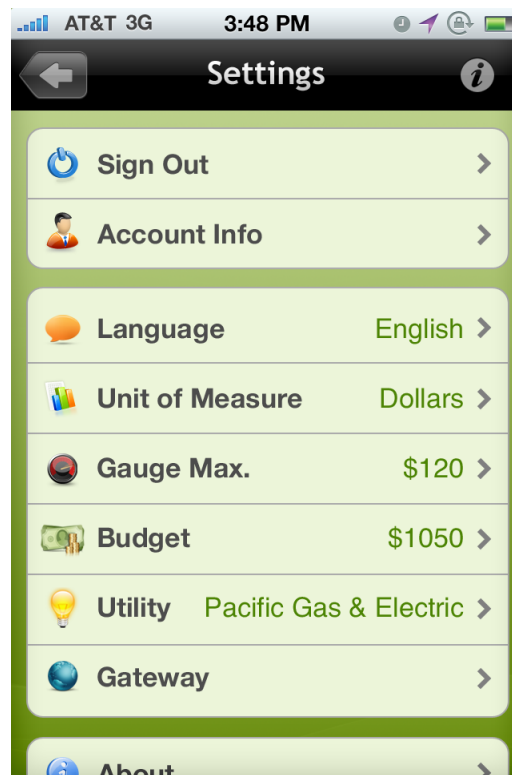 AT&T 3G 3:48 PM
Settings
Sign Out
Account Info
Language English
Unit of Measure Dollars
Gauge Max. $120
Budget $1050
Utility Pacific Gas & Electric
Gateway
About